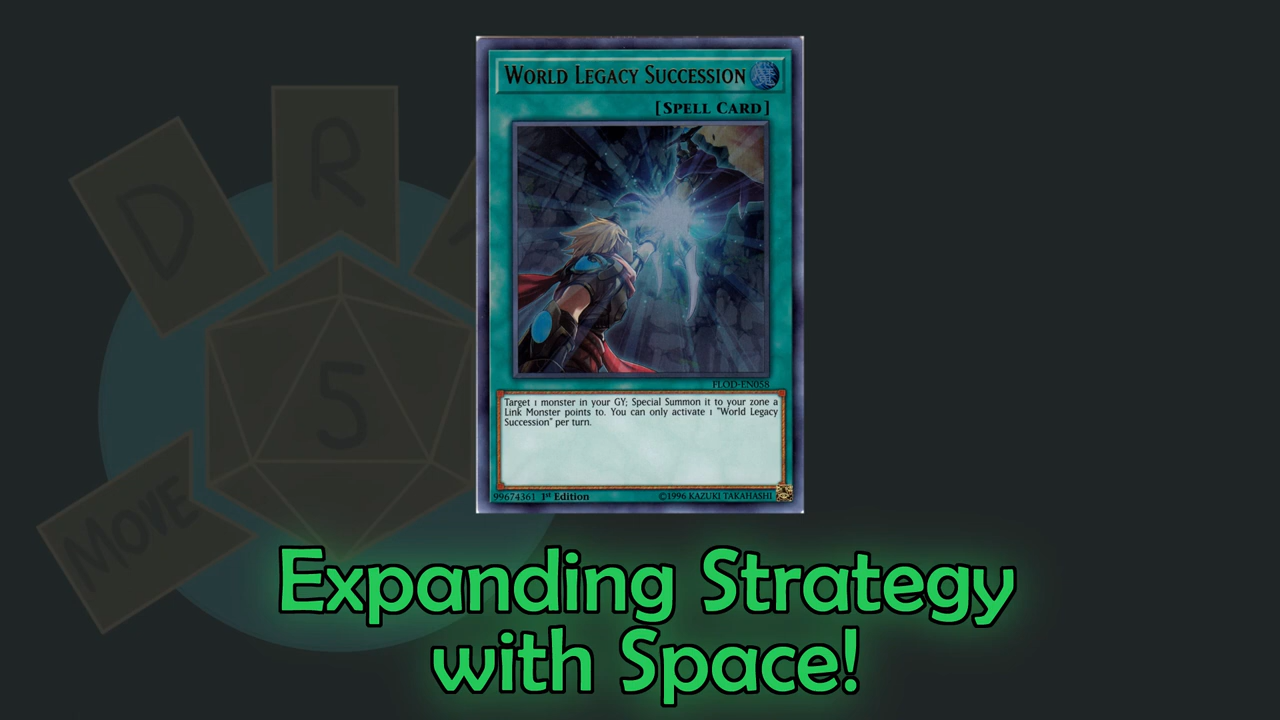 WORLD LEGACY SUCCESSION
[SPELL CARD]
FLOD-EN058
Target 1 monster in your GY; Special Summon it to your zone a
Link Monster points to. You can only activate 1 "World Legacy
Succession" per turn.
99674361 1st Edition ©1996 KAZUKI TAKAHASHI
D
R
5
MOVE
Expanding Strategy
with Space!